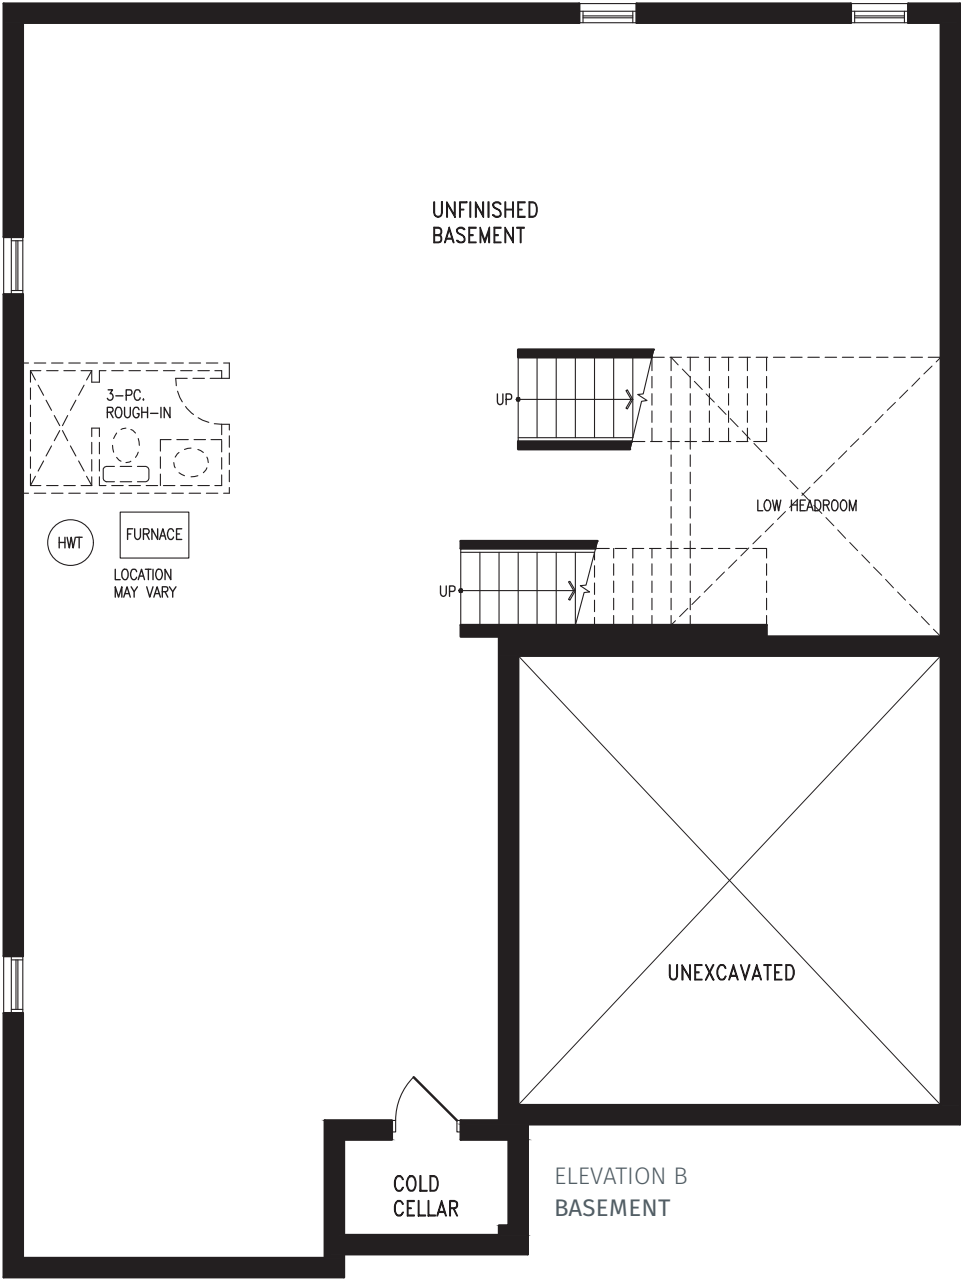 UNFINISHED
BASEMENT
3-PC.
ROUGH-IN
UP
LOW HEADROOM
HWT
FURNACE
LOCATION
MAY VARY
UP
UNEXCAVATED
COLD
CELLAR
ELEVATION B
BASEMENT